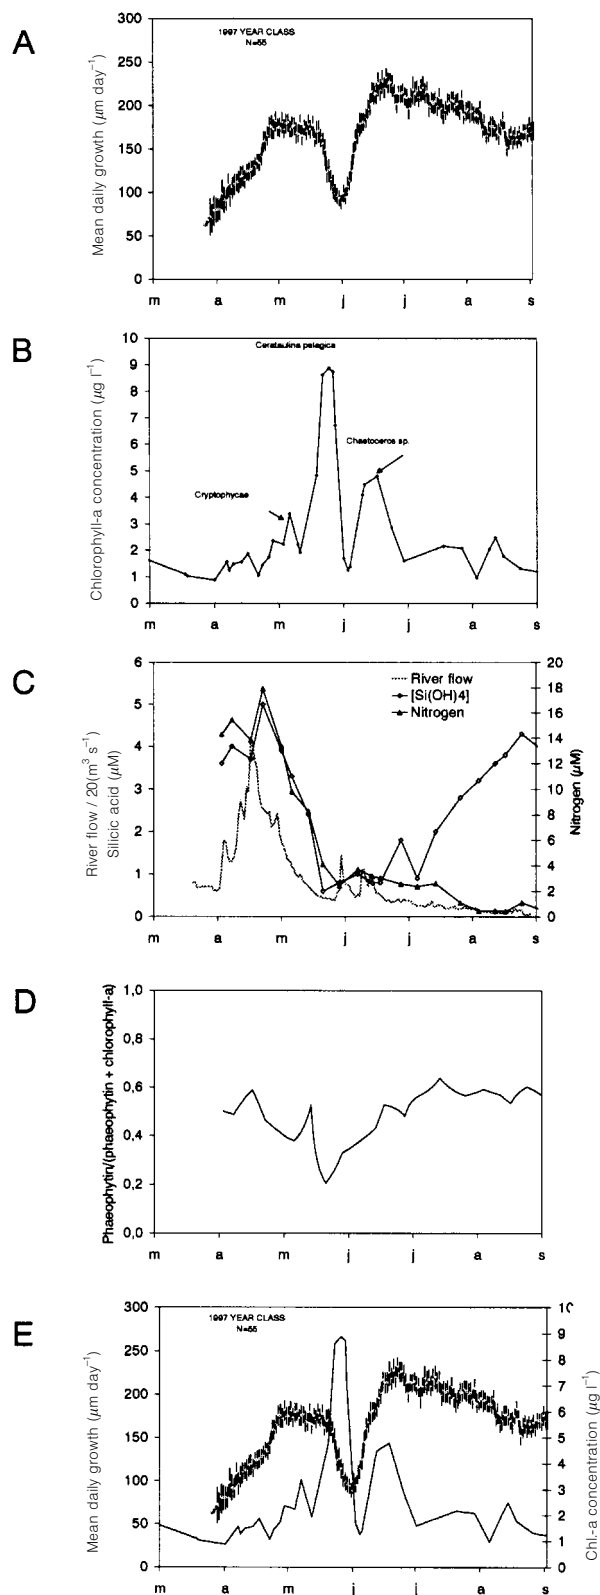 A
1997 YEAR CLASS
N=55
Mean daily growth (µm day⁻¹)
300
250
200
150
100
50
0
m a m j j a s
B
Chlorophyll-a concentration (µg l⁻¹)
10
9
8
7
6
5
4
3
2
1
0
Cerataulina pelagica
Chaetoceros sp.
Cryptophycae
m a m j j a s
C
River flow / 20(m³ s⁻¹)
Silicic acid (µM)
6
5
4
3
2
1
0
River flow
[Si(OH)4]
Nitrogen
20
18
16
14
12
10
8
6
4
2
0
Nitrogen (µM)
m a m j j a s
D
Phaeophytin/(phaeophytin + chlorophyll-a)
1,0
0,8
0,6
0,4
0,2
0,0
m a m j j a s
E
Mean daily growth (µm day⁻¹)
300
250
200
150
100
50
0
1997 YEAR CLASS
N=55
10
9
8
7
6
5
4
3
2
1
0
Chl.-a concentration (µg l⁻¹)
m a m j j a s